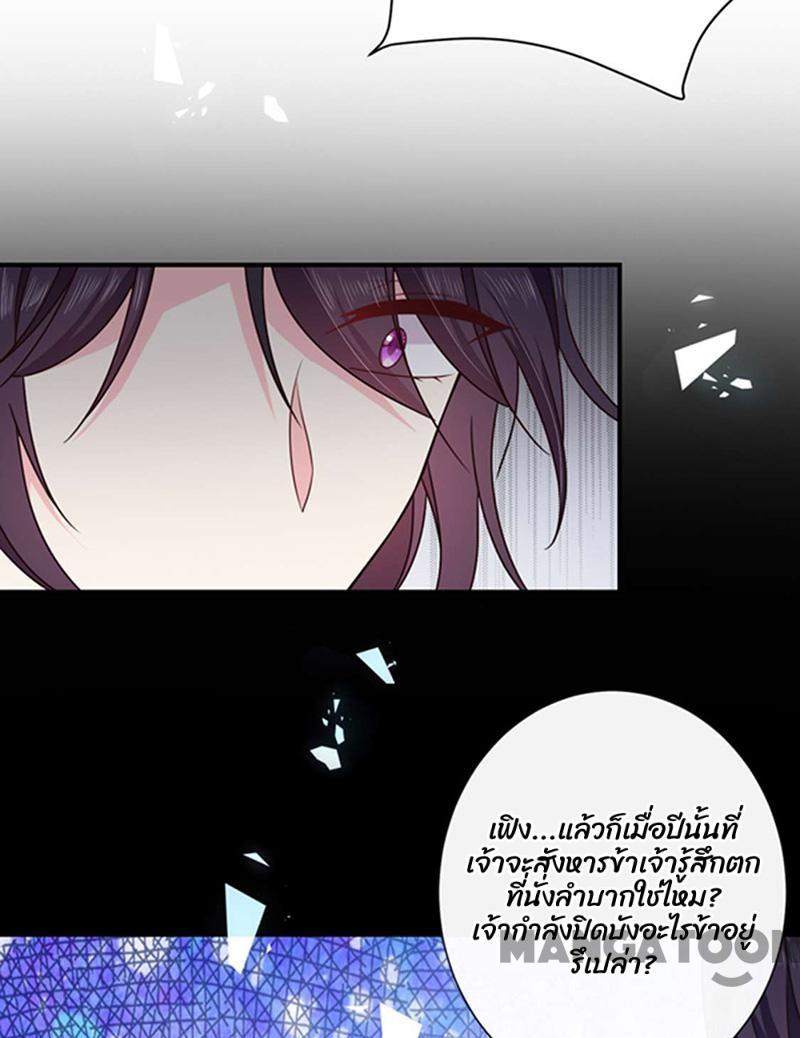 เฟิง...แล้วก็เมื่อปีนั้นที่
เจ้าจะสังหารข้าเจ้ารู้สึกตก
ที่นั่งลำบากใช่ไหม?
เจ้ากำลังปิดบังอะไรข้าอยู่
รึเปล่า?
MANGATOON